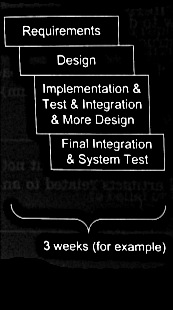 Requirements
Design
Implementation &
Test & Integration
& More Design
Final Integration
& System Test
3 weeks (for example)